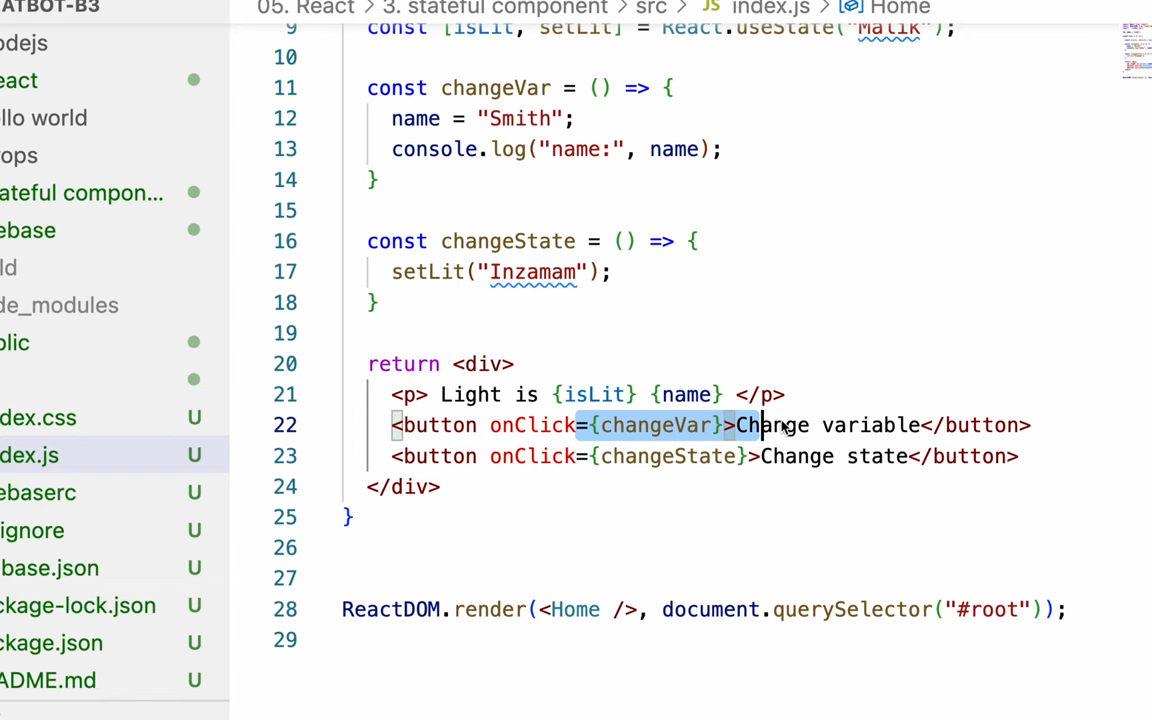 ATBOT-B3
odejs
eact
llo world
rops
ateful compon...
ebase
ld
de_modules
blic
dex.css U
dex.js U
ebaserc U
ignore U
base.json U
ckage-lock.json U
ckage.json U
ADME.md U
05. React > 3. stateful component > src > JS index.js > Home
9 const [isLit, setLit] = React.useState("Malik");
10
11 const changeVar = () => {
12 name = "Smith";
13 console.log("name:", name);
14 }
15
16 const changeState = () => {
17 setLit("Inzamam");
18 }
19
20 return <div>
21 <p> Light is {isLit} {name} </p>
22 <button onClick={changeVar}>Change variable</button>
23 <button onClick={changeState}>Change state</button>
24 </div>
25 }
26
27
28 ReactDOM.render(<Home />, document.querySelector("#root"));
29